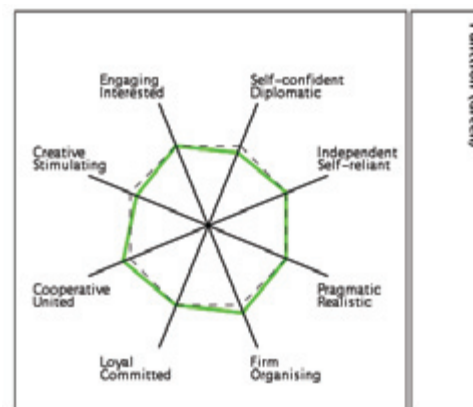 Engaging
Interested
Self-confident
Diplomatic
Creative
Stimulating
Independent
Self-reliant
Cooperative
United
Pragmatic
Realistic
Loyal
Committed
Firm
Organising